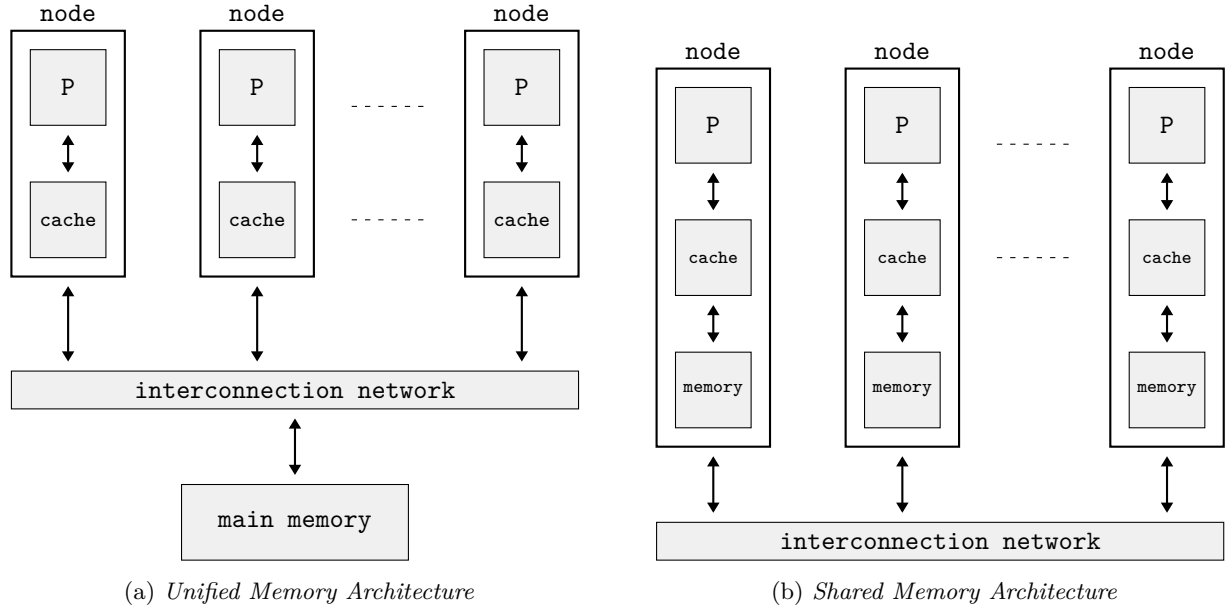 node node node
P P P
cache cache cache
interconnection network
main memory
(a) Unified Memory Architecture
node node node
P P P
cache cache cache
memory memory memory
interconnection network
(b) Shared Memory Architecture